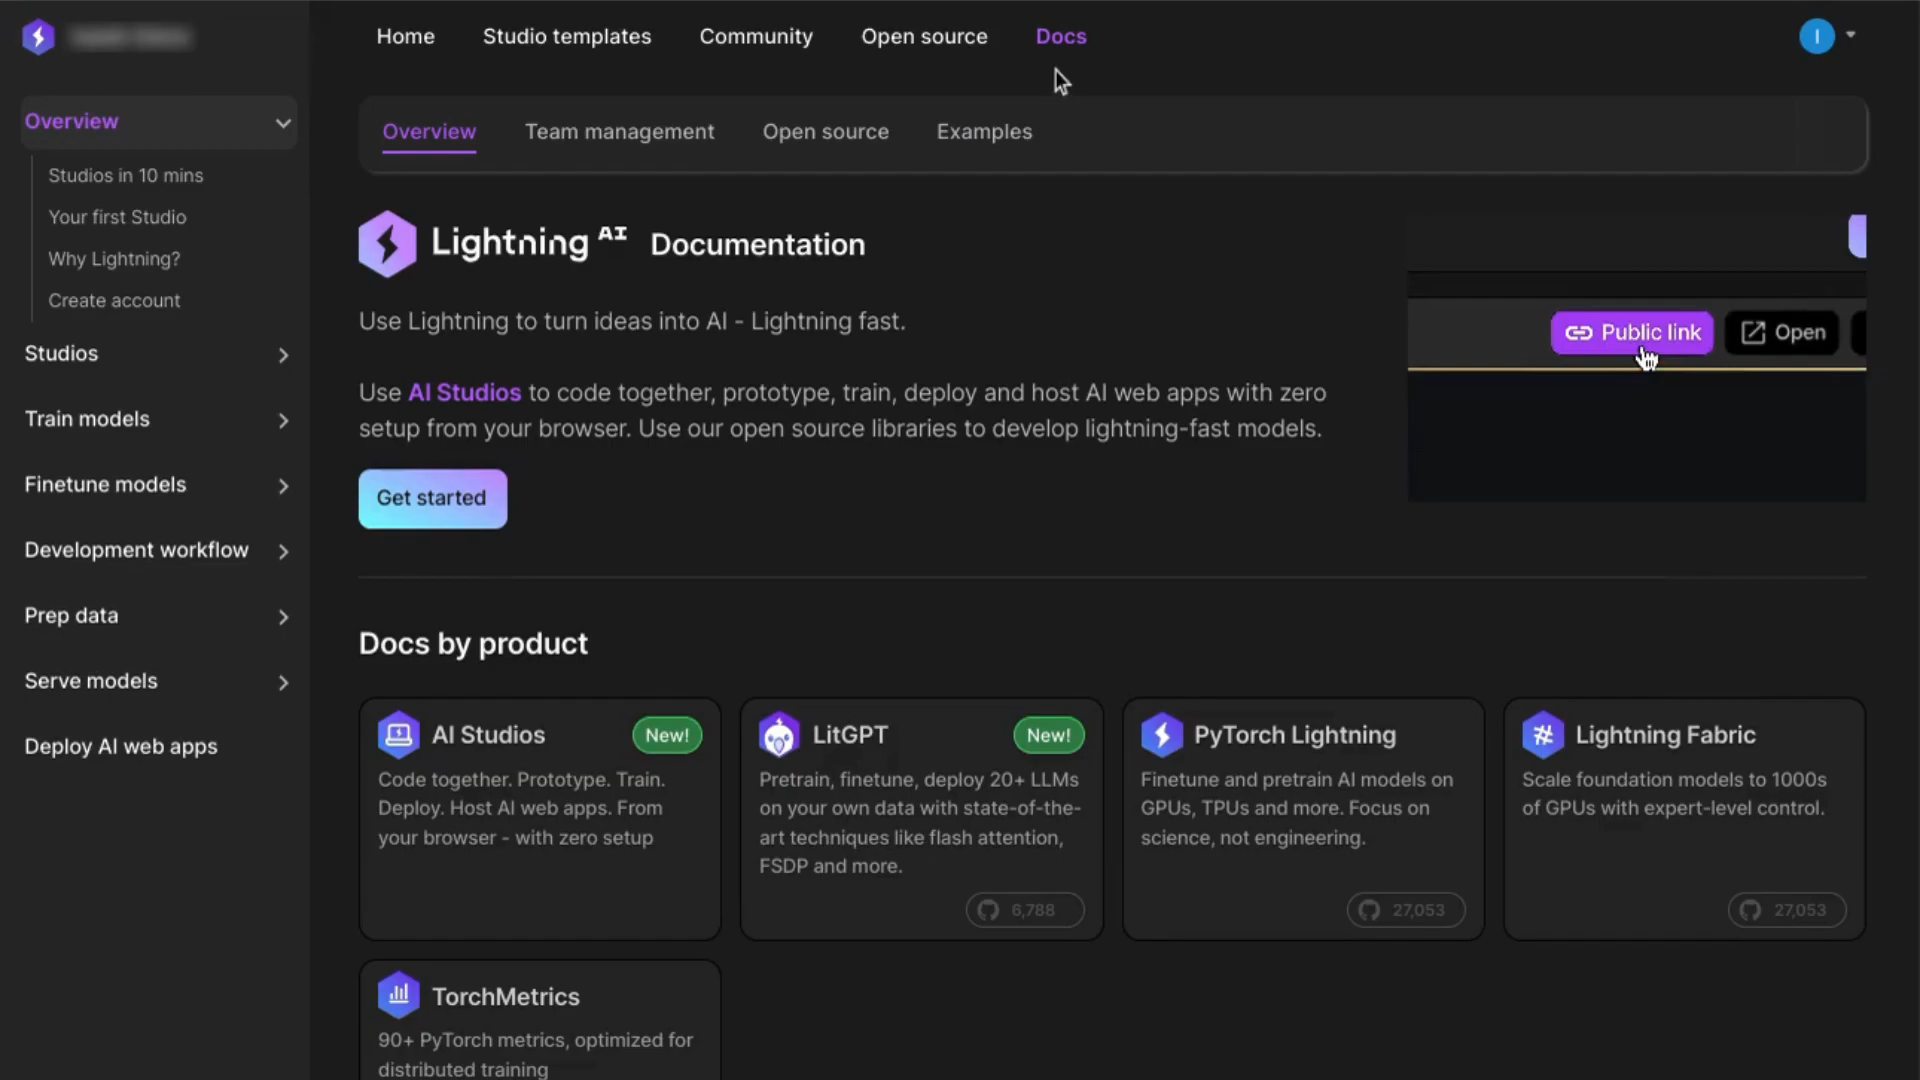 Home
Studio templates
Community
Open source
Docs
I
Overview
Studios in 10 mins
Your first Studio
Why Lightning?
Create account
Studios
Train models
Finetune models
Development workflow
Prep data
Serve models
Deploy AI web apps
Overview
Team management
Open source
Examples
Lightning AI Documentation
Use Lightning to turn ideas into AI - Lightning fast.
Use AI Studios to code together, prototype, train, deploy and host AI web apps with zero
setup from your browser. Use our open source libraries to develop lightning-fast models.
Get started
Public link
Open
Docs by product
AI Studios
New!
Code together. Prototype. Train.
Deploy. Host AI web apps. From
your browser - with zero setup
LitGPT
New!
Pretrain, finetune, deploy 20+ LLMs
on your own data with state-of-the-
art techniques like flash attention,
FSDP and more.
6,788
PyTorch Lightning
Finetune and pretrain AI models on
GPUs, TPUs and more. Focus on
science, not engineering.
27,053
Lightning Fabric
Scale foundation models to 1000s
of GPUs with expert-level control.
27,053
TorchMetrics
90+ PyTorch metrics, optimized for
distributed training